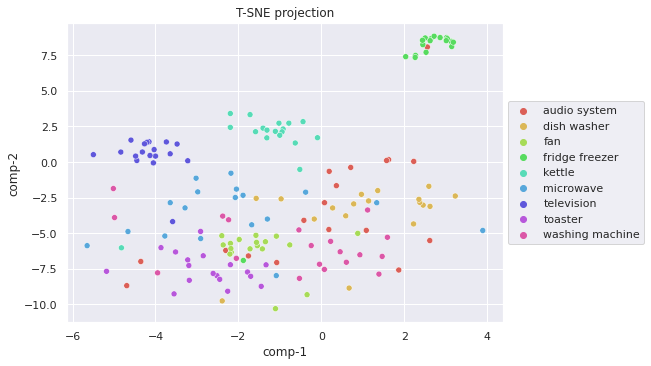 T-SNE projection
7.5
5.0
2.5
0.0
−2.5
−5.0
−7.5
−10.0
comp-2
−6 −4 −2 0 2 4
comp-1
audio system
dish washer
fan
fridge freezer
kettle
microwave
television
toaster
washing machine